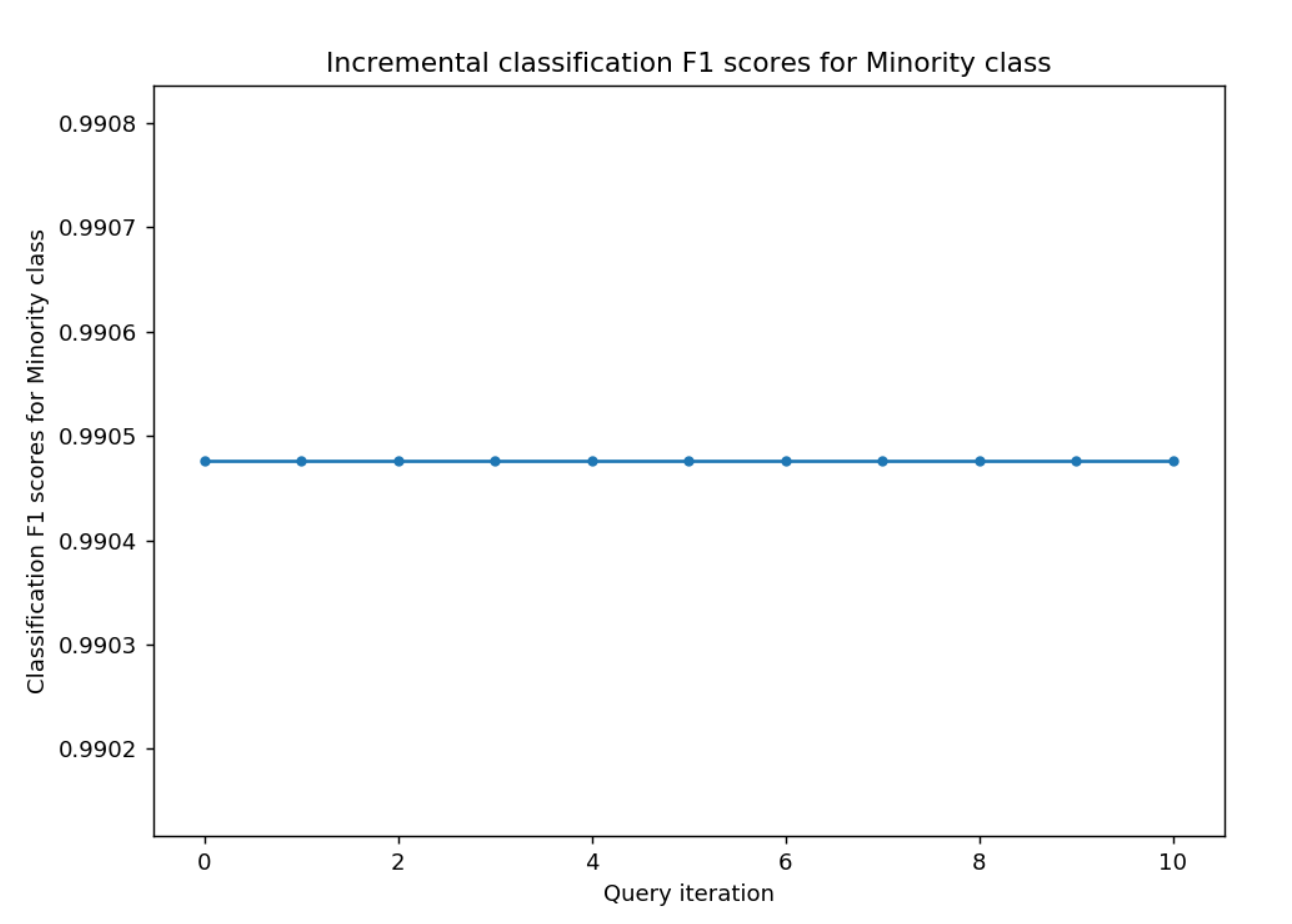 Incremental classification F1 scores for Minority class
Classification F1 scores for Minority class
0.9908
0.9907
0.9906
0.9905
0.9904
0.9903
0.9902
0 2 4 6 8 10
Query iteration